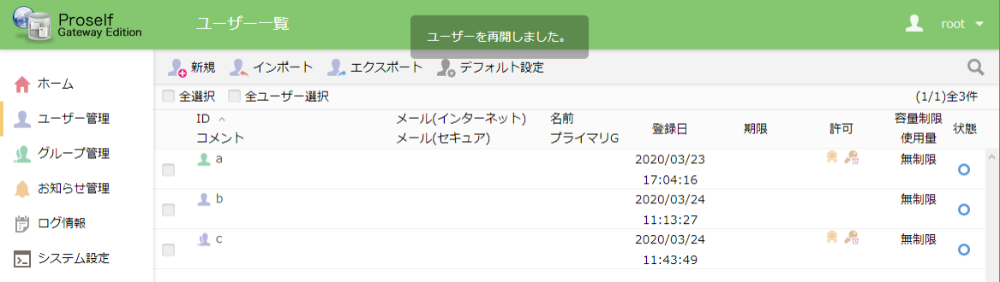 Proself
Gateway Edition
ユーザー一覧
ユーザーを再開しました。
root
ホーム
ユーザー管理
グループ管理
お知らせ管理
ログ情報
システム設定
新規 インポート エクスポート デフォルト設定
全選択 全ユーザー選択 (1/1)全3件
ID メール(インターネット) 名前 登録日 期限 許可 容量制限 状態
コメント メール(セキュア) プライマリG 使用量
a 2020/03/23 無制限
17:04:16
b 2020/03/24 無制限
11:13:27
c 2020/03/24 無制限
11:43:49